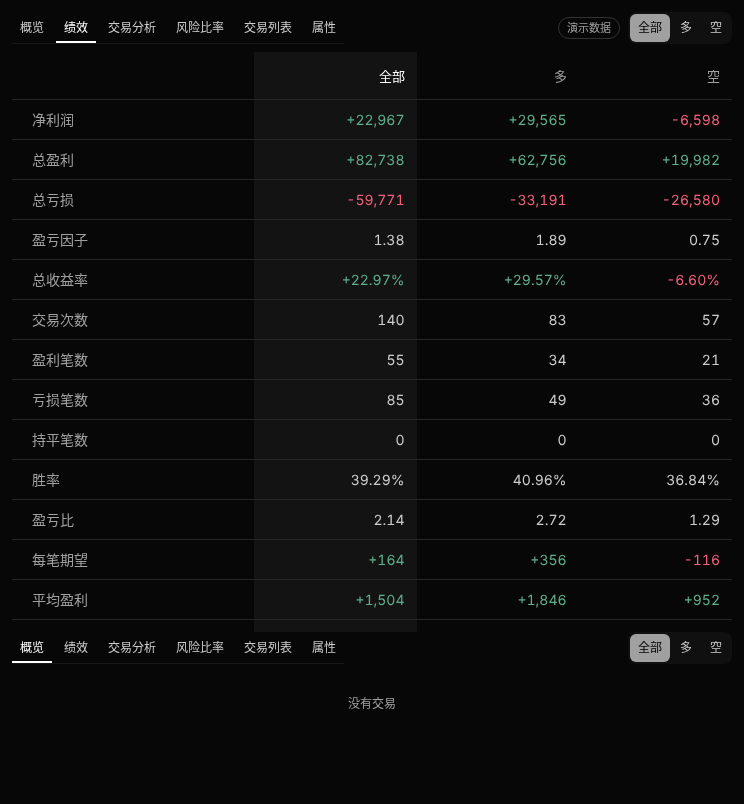 概览 绩效 交易分析 风险比率 交易列表 属性 演示数据 全部 多 空
全部 多 空
净利润 +22,967 +29,565 -6,598
总盈利 +82,738 +62,756 +19,982
总亏损 -59,771 -33,191 -26,580
盈亏因子 1.38 1.89 0.75
总收益率 +22.97% +29.57% -6.60%
交易次数 140 83 57
盈利笔数 55 34 21
亏损笔数 85 49 36
持平笔数 0 0 0
胜率 39.29% 40.96% 36.84%
盈亏比 2.14 2.72 1.29
每笔期望 +164 +356 -116
平均盈利 +1,504 +1,846 +952
概览 绩效 交易分析 风险比率 交易列表 属性 全部 多 空
没有交易